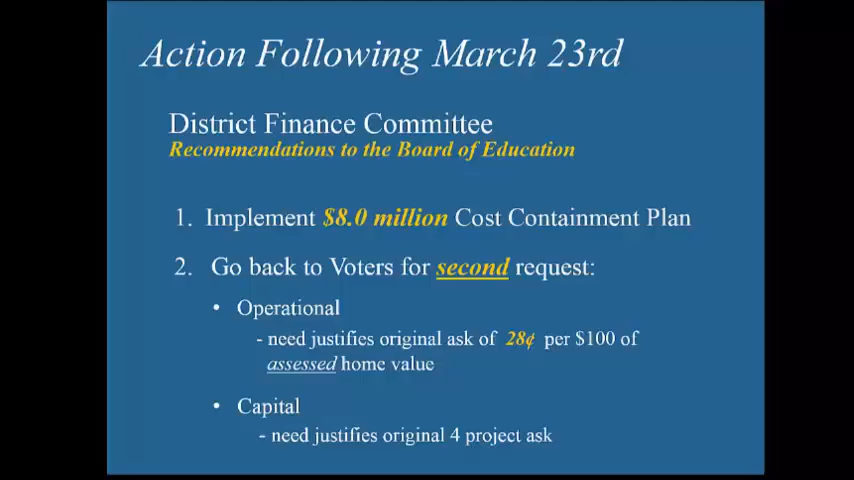 Action Following March 23rd
District Finance Committee
Recommendations to the Board of Education
1. Implement $8.0 million Cost Containment Plan
2. Go back to Voters for second request:
• Operational
- need justifies original ask of 28¢ per $100 of
assessed home value
• Capital
- need justifies original 4 project ask